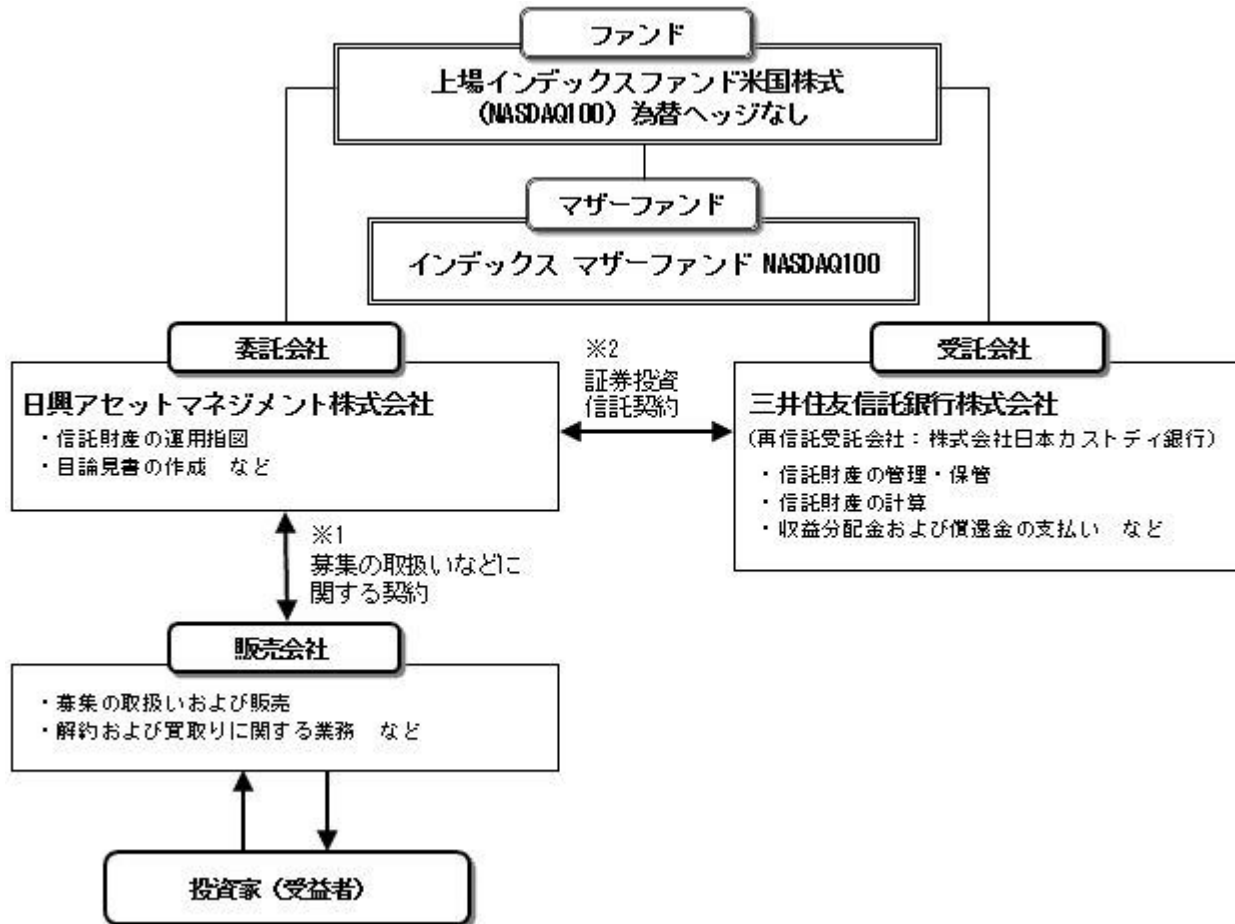 ファンド
上場インデックスファンド米国株式
(NASDAQ100) 為替ヘッジなし
マザーファンド
インデックス マザーファンド NASDAQ100
委託会社
日興アセットマネジメント株式会社
・信託財産の運用指図
・目論見書の作成 など
※2
証券投資
信託契約
受託会社
三井住友信託銀行株式会社
(再信託受託会社：株式会社日本カストディ銀行)
・信託財産の管理・保管
・信託財産の計算
・収益分配金および償還金の支払い など
※1
募集の取扱いなどに
関する契約
販売会社
・募集の取扱いおよび販売
・解約および買取りに関する業務 など
投資家 (受益者)